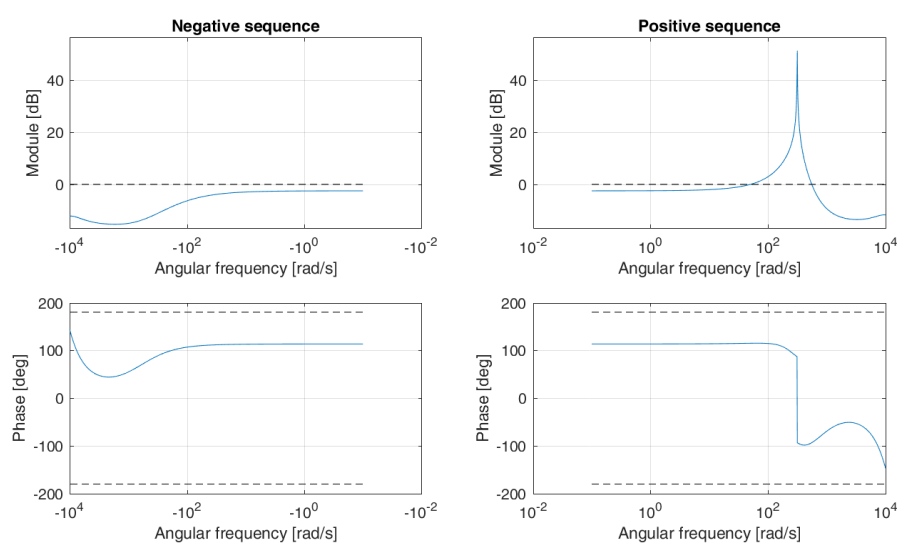 Negative sequence
Module [dB]
40
20
0
-10^4 -10^2 -10^0 -10^-2
Angular frequency [rad/s]
Positive sequence
Module [dB]
40
20
0
10^-2 10^0 10^2 10^4
Angular frequency [rad/s]
Phase [deg]
200
100
0
-100
-200
-10^4 -10^2 -10^0 -10^-2
Angular frequency [rad/s]
Phase [deg]
200
100
0
-100
-200
10^-2 10^0 10^2 10^4
Angular frequency [rad/s]